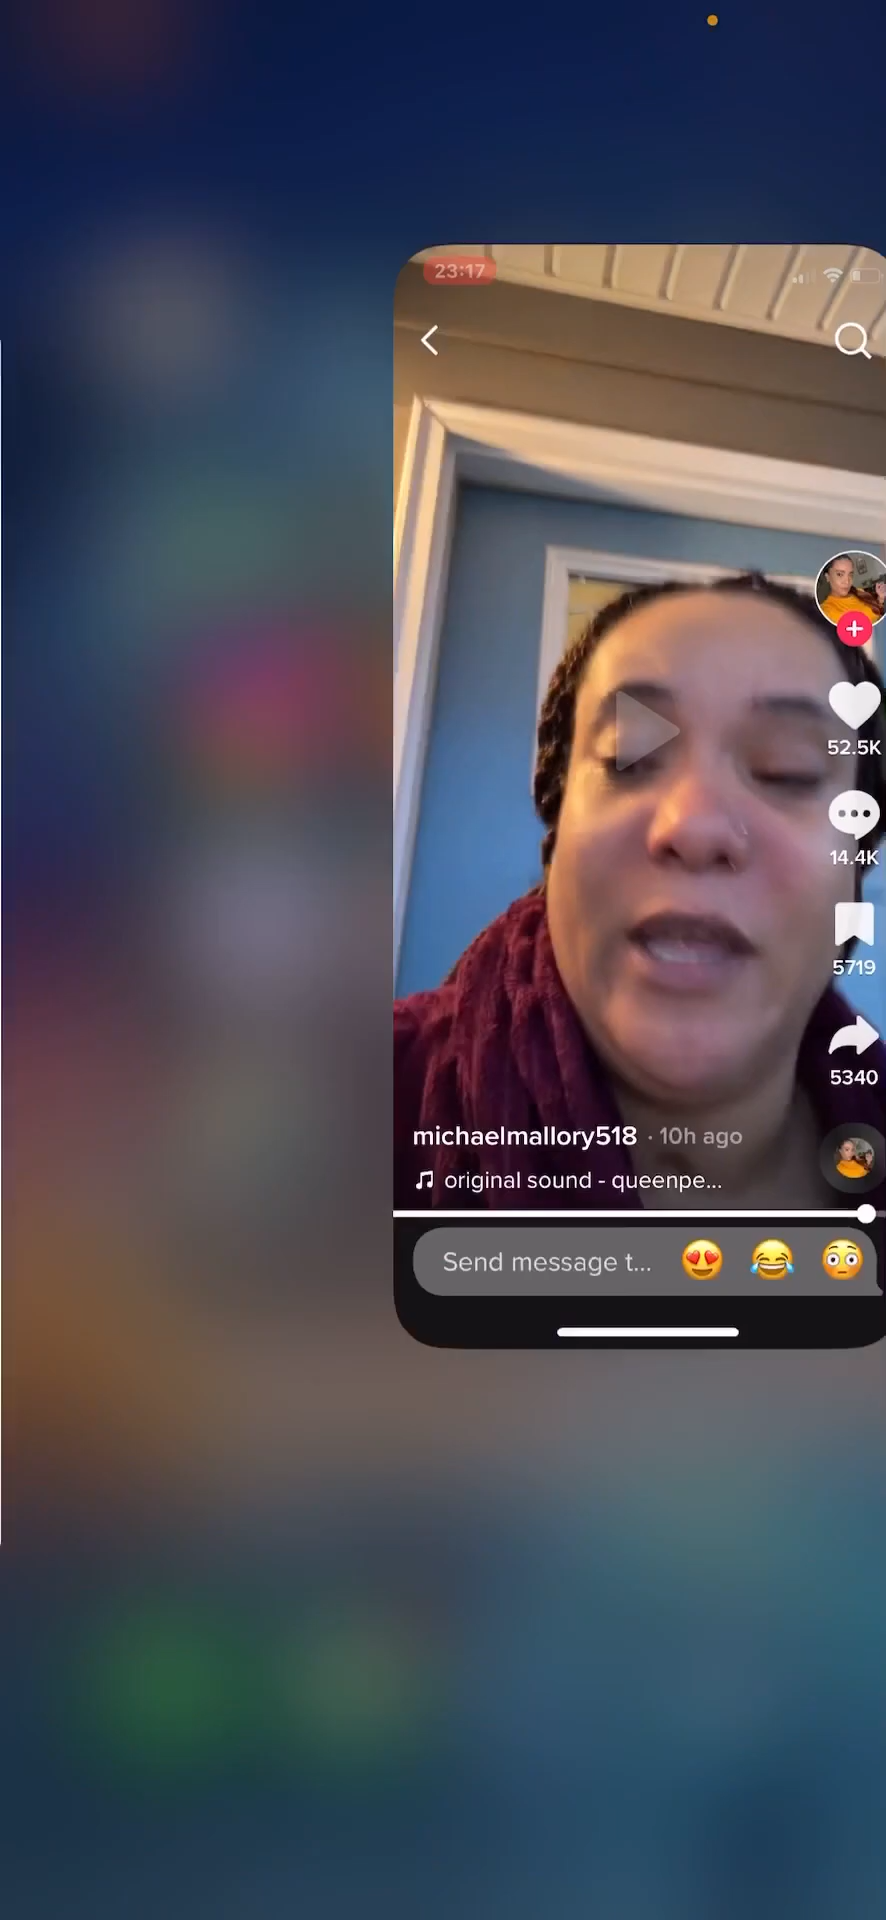 23:17
52.5K
14.4K
5719
5340
michaelmallory518 · 10h ago
original sound - queenpe...
Send message t...